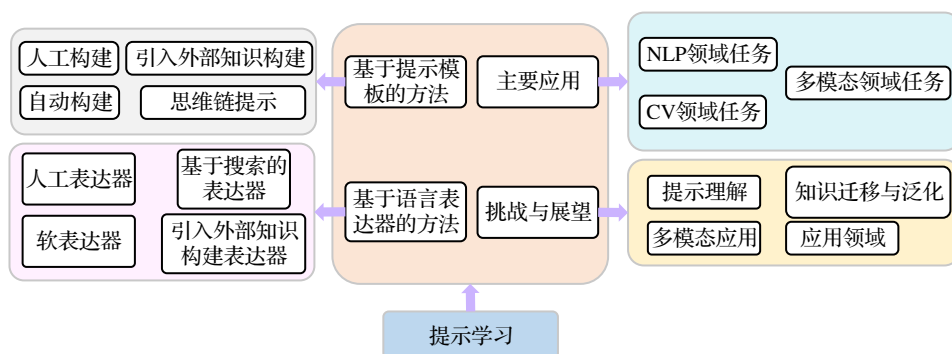 人工构建
引入外部知识构建
自动构建
思维链提示
基于提示模
板的方法
主要应用
NLP领域任务
多模态领域任务
CV领域任务
人工表达器
基于搜索的
表达器
软表达器
引入外部知识
构建表达器
基于语言表
达器的方法
挑战与展望
提示理解
知识迁移与泛化
多模态应用
应用领域
提示学习